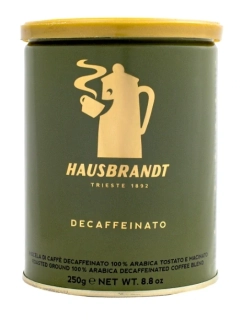 HAUSBRANDT
TRIESTE 1892
DECAFFEINATO
MISCELA DI CAFFÈ DECAFFEINATO 100% ARABICA TOSTATO E MACINATO
ROASTED GROUND 100% ARABICA DECAFFEINATED COFFEE BLEND
250g e NET WT. 8.8 oz